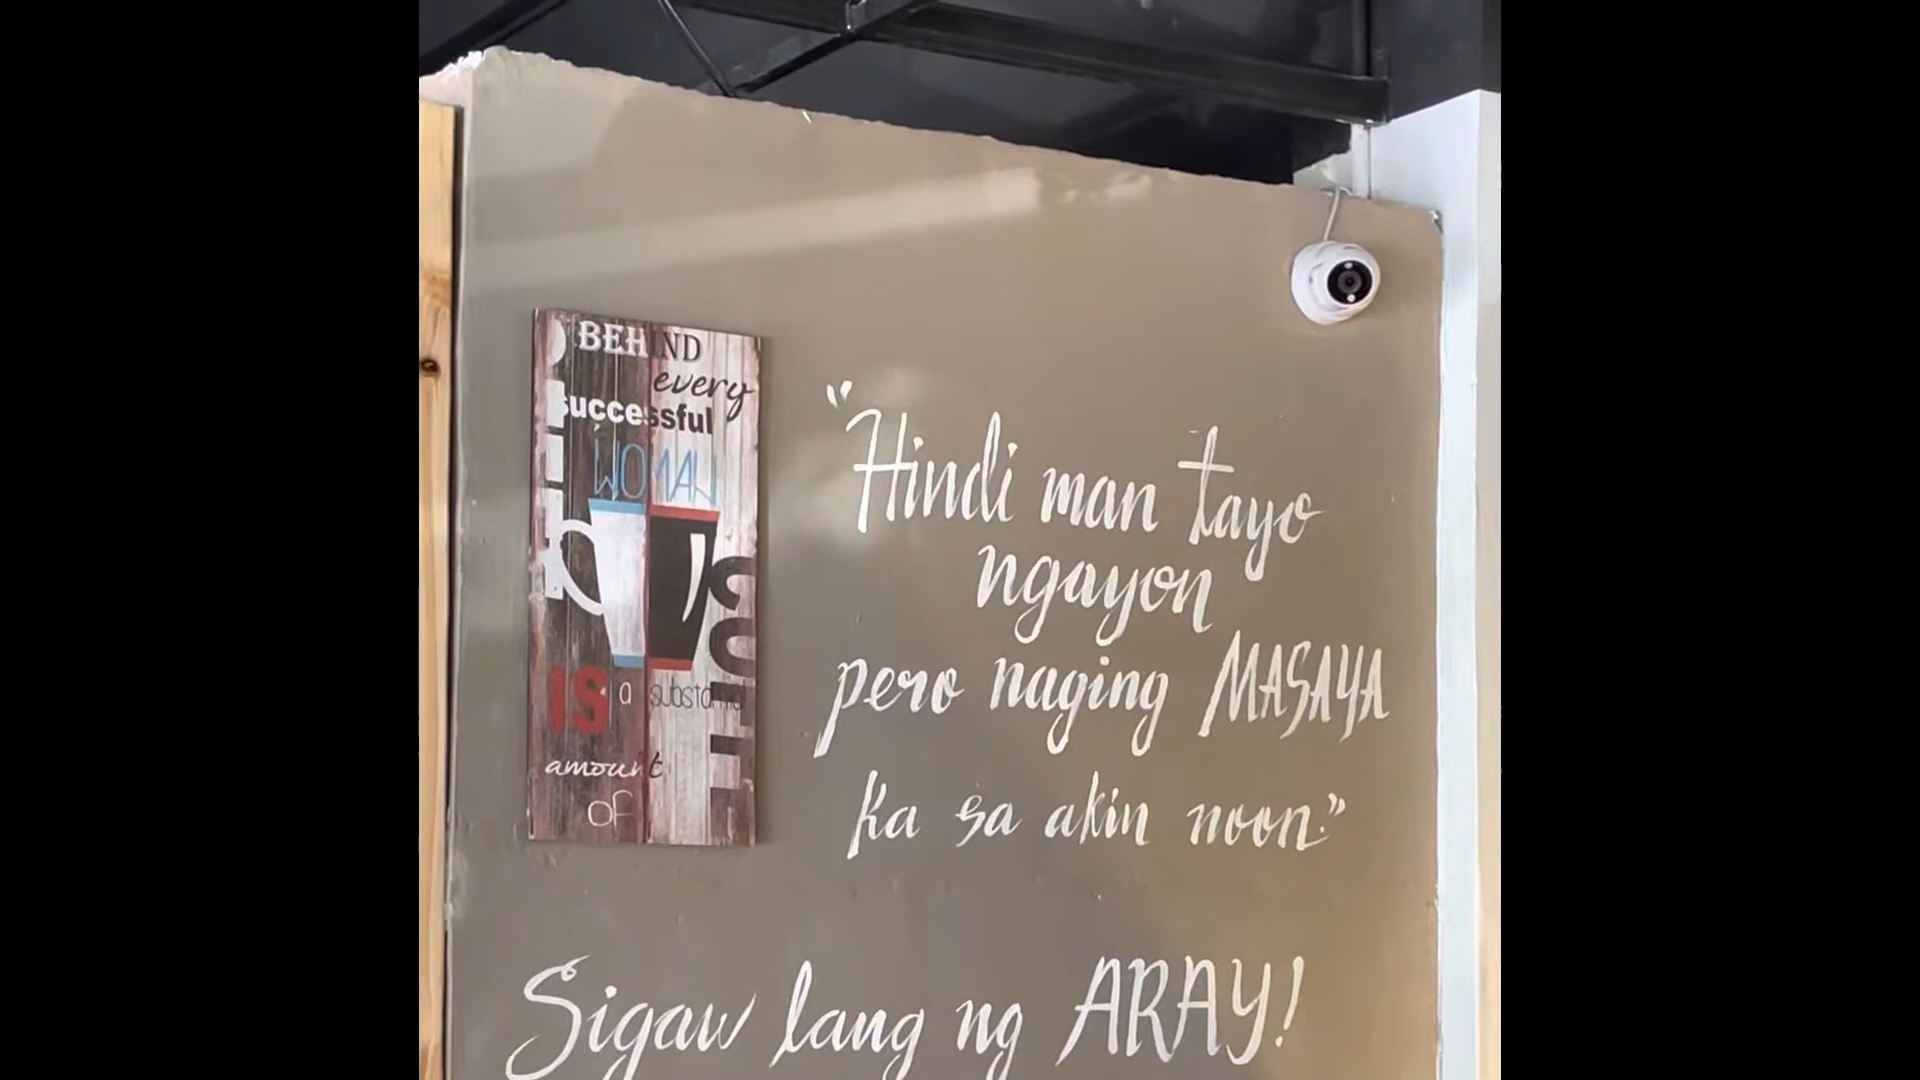 BEHIND
every
successful
WOMAN
IS a substantial
amount
of
COFFEE
"Hindi man tayo
ngayon
pero naging MASAYA
ka sa akin noon."
Sigaw lang ng ARAY!